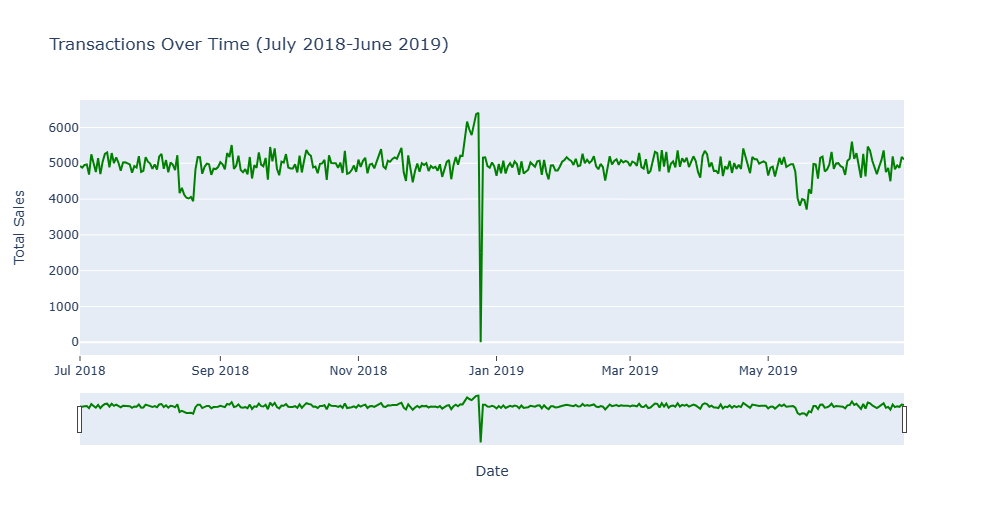 Transactions Over Time (July 2018-June 2019)
Total Sales
6000
5000
4000
3000
2000
1000
0
Jul 2018 Sep 2018 Nov 2018 Jan 2019 Mar 2019 May 2019
Date